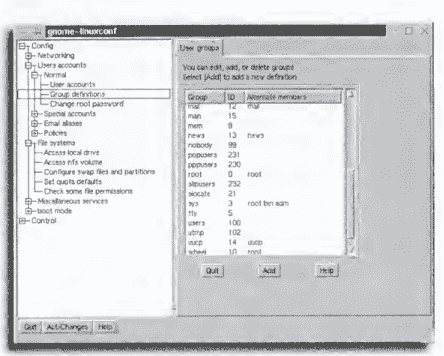 gnome-linuxconf
Config
Networking
Users accounts
Normal
User accounts
Group definitions
Change root password
Special accounts
Email aliases
Policies
File systems
Access local drive
Access nfs volume
Configure swap files and partitions
Set quota defaults
Check some file permissions
Miscellaneous services
boot mode
Control
Quit Act/Changes Help
User groups
You can edit, add, or delete groups
Select [Add] to add a new definition
Group ID Alternate members
mail 12 mail
man 15
mem 8
news 13 news
nobody 99
popusers 231
pppusers 230
root 0 root
slipusers 232
slocate 21
sys 3 root bin adm
tty 5
users 100
utmp 102
uucp 14 uucp
wheel 10 root
Quit Add Help